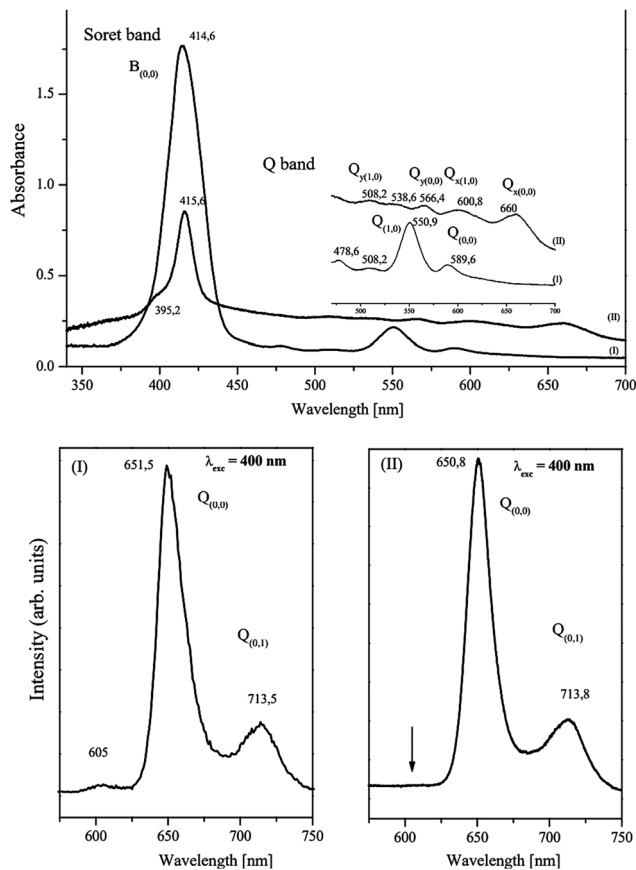 Soret band
B(0,0)
414,6
415,6
395,2
Q band
Qy(1,0)
Qy(0,0)
Qx(1,0)
Qx(0,0)
508,2
538,6
566,4
600,8
660
Q(1,0)
550,9
Q(0,0)
478,6
508,2
589,6
(II)
(I)
500
550
600
650
700
(II)
(I)
Absorbance
1.5
1.0
0.5
0.0
350
400
450
500
550
600
650
700
Wavelength [nm]
(I)
651,5
λexc = 400 nm
Q(0,0)
Q(0,1)
713,5
605
Intensity (arb. units)
600
650
700
750
Wavelength [nm]
(II)
650,8
λexc = 400 nm
Q(0,0)
Q(0,1)
713,8
600
650
700
750
Wavelength [nm]